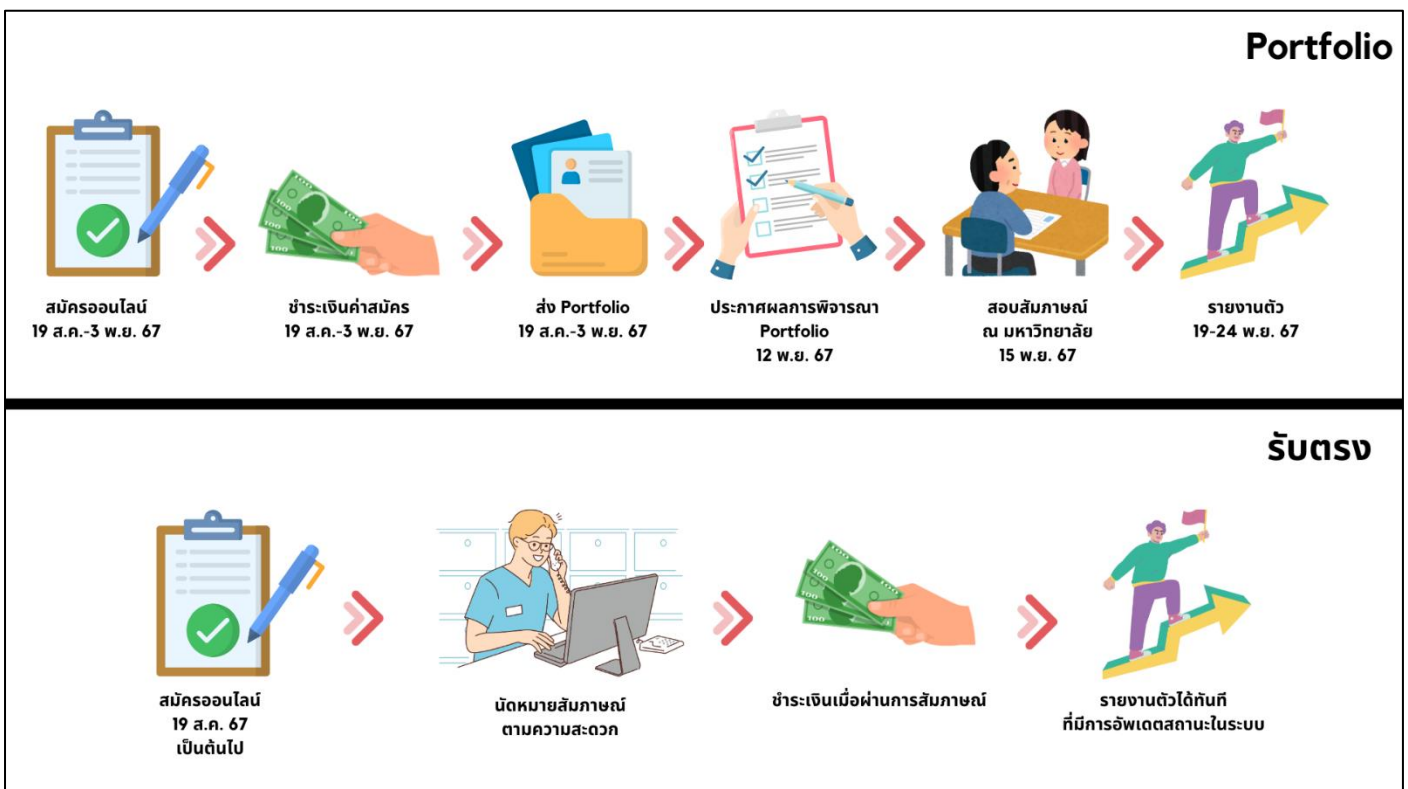 Portfolio
สมัครออนไลน์
19 ส.ค.-3 พ.ย. 67
ชำระเงินค่าสมัคร
19 ส.ค.-3 พ.ย. 67
ส่ง Portfolio
19 ส.ค.-3 พ.ย. 67
ประกาศผลการพิจารณา
Portfolio
12 พ.ย. 67
สอบสัมภาษณ์
ณ มหาวิทยาลัย
15 พ.ย. 67
รายงานตัว
19-24 พ.ย. 67
รับตรง
สมัครออนไลน์
19 ส.ค. 67
เป็นต้นไป
นัดหมายสัมภาษณ์
ตามความสะดวก
ชำระเงินเมื่อผ่านการสัมภาษณ์
รายงานตัวได้ทันที
ที่มีการอัพเดตสถานะในระบบ